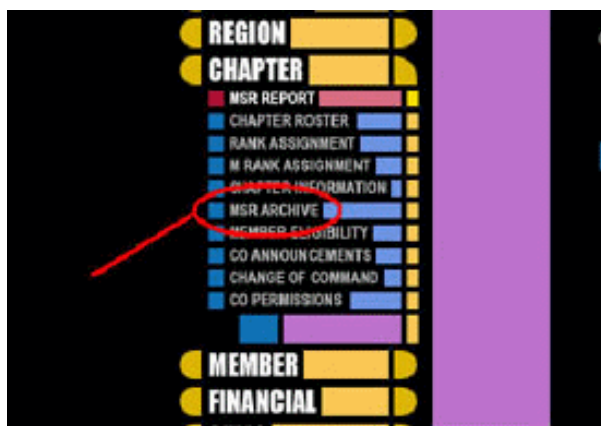 REGION
CHAPTER
MSR REPORT
CHAPTER ROSTER
RANK ASSIGNMENT
M RANK ASSIGNMENT
CHAPTER INFORMATION
MSR ARCHIVE
MEMBER ELIGIBILITY
CO ANNOUNCEMENTS
CHANGE OF COMMAND
CO PERMISSIONS
MEMBER
FINANCIAL